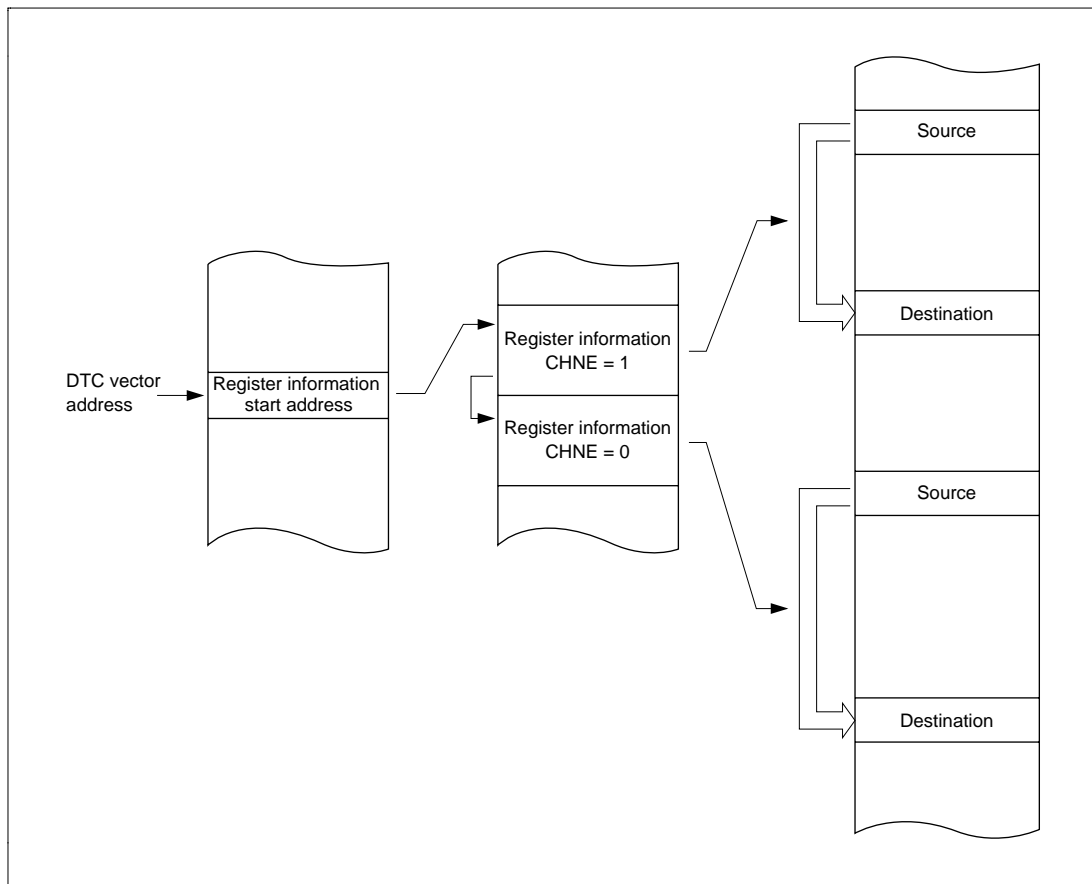 DTC vector
address
Register information
start address
Register information
CHNE = 1
Register information
CHNE = 0
Source
Destination
Source
Destination